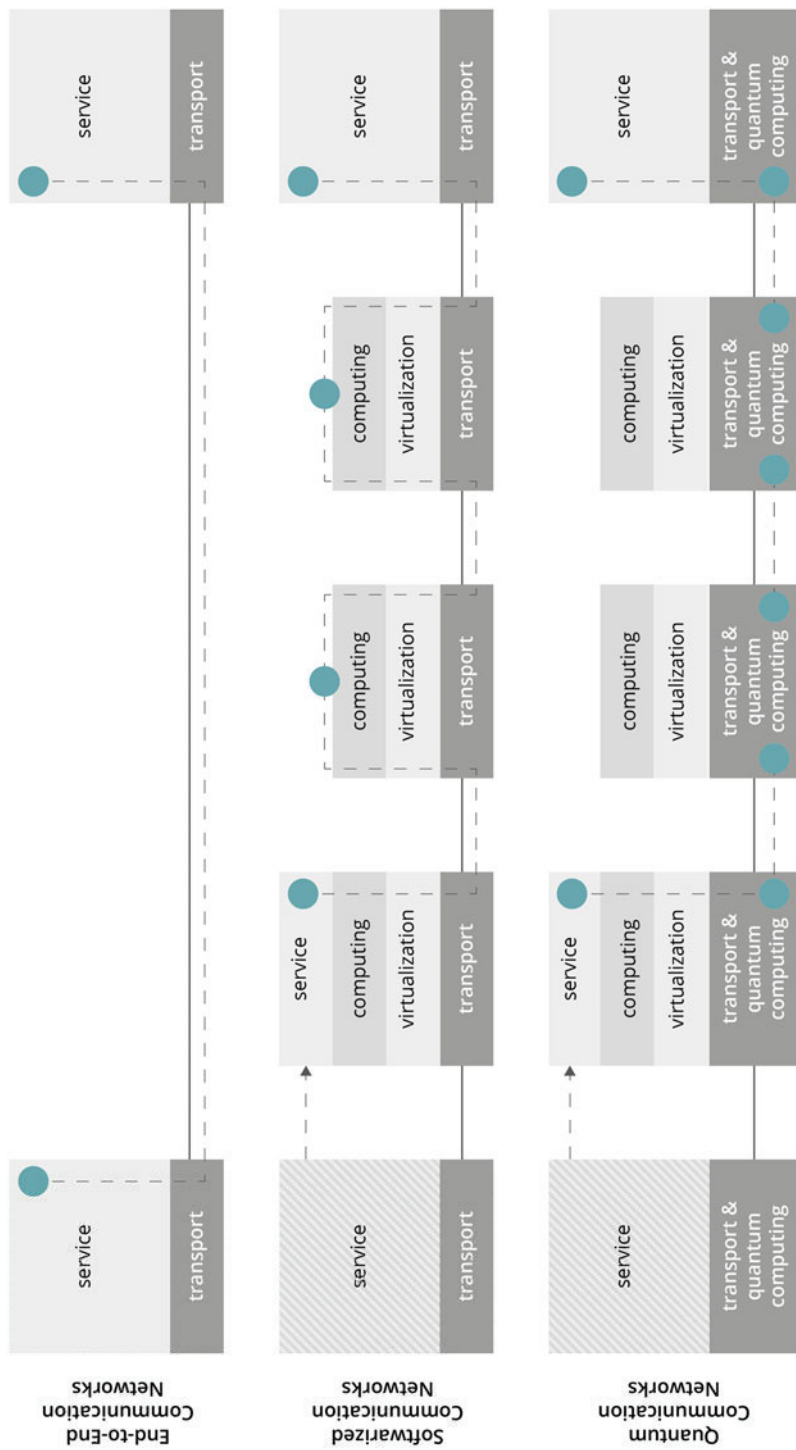 End-to-End
Communication
Networks
service
transport
service
transport
Softwarized
Communication
Networks
service
transport
service
computing
virtualization
transport
computing
virtualization
transport
computing
virtualization
transport
service
transport
Quantum
Communication
Networks
service
transport &
quantum
computing
service
computing
virtualization
transport &
quantum
computing
computing
virtualization
transport &
quantum
computing
computing
virtualization
transport &
quantum
computing
service
transport &
quantum
computing